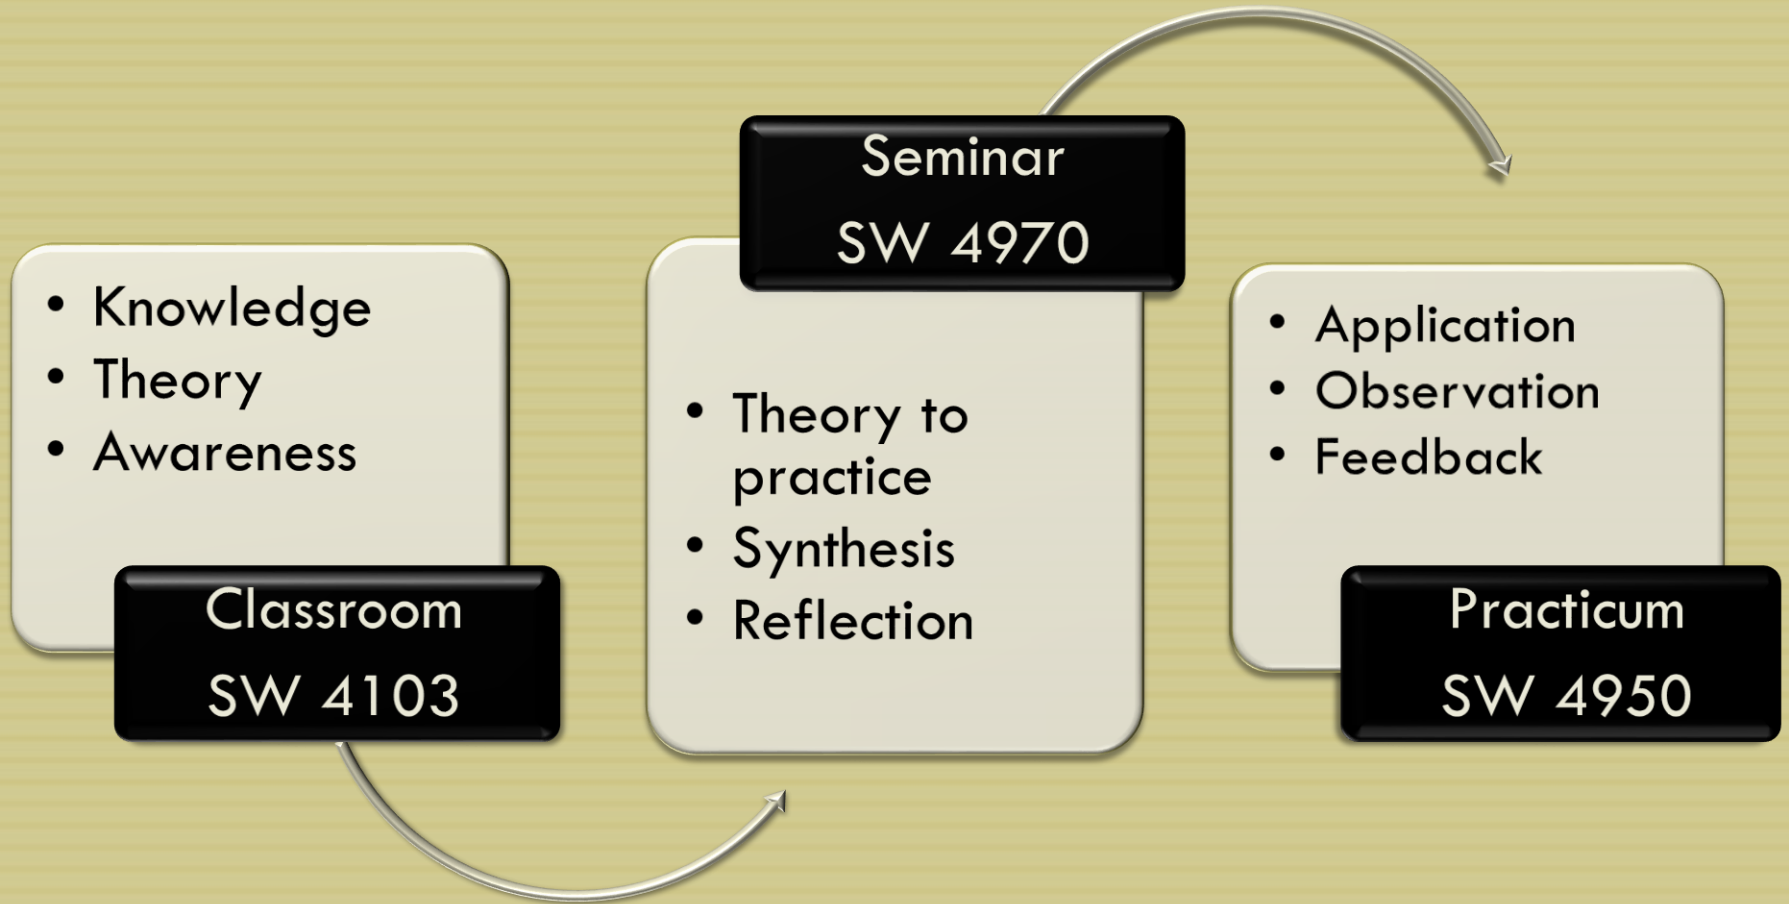 • Knowledge
• Theory
• Awareness
Classroom
SW 4103
Seminar
SW 4970
• Theory to
practice
• Synthesis
• Reflection
• Application
• Observation
• Feedback
Practicum
SW 4950